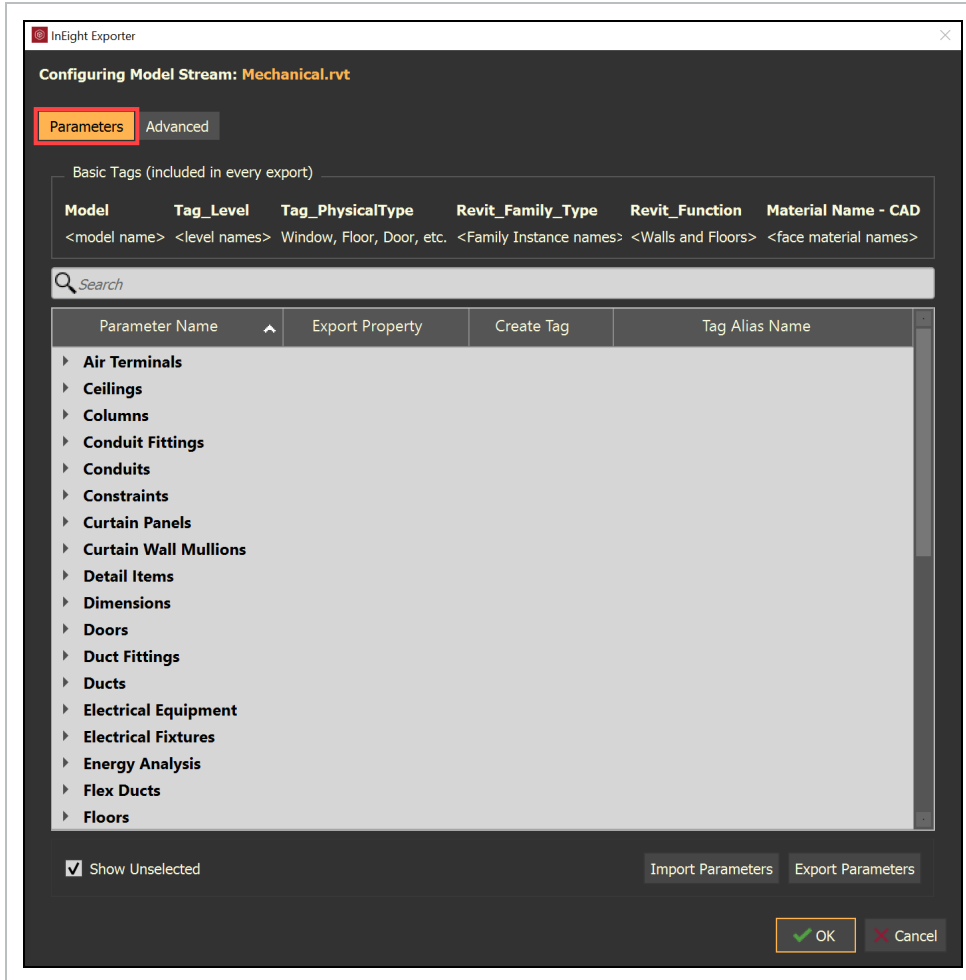 InEight Exporter
Configuring Model Stream: Mechanical.rvt
Parameters Advanced
Basic Tags (included in every export)
Model Tag_Level Tag_PhysicalType Revit_Family_Type Revit_Function Material Name - CAD
<model name> <level names> Window, Floor, Door, etc. <Family Instance names> <Walls and Floors> <face material names>
Search
Parameter Name Export Property Create Tag Tag Alias Name
Air Terminals
Ceilings
Columns
Conduit Fittings
Conduits
Constraints
Curtain Panels
Curtain Wall Mullions
Detail Items
Dimensions
Doors
Duct Fittings
Ducts
Electrical Equipment
Electrical Fixtures
Energy Analysis
Flex Ducts
Floors
Show Unselected Import Parameters Export Parameters
OK Cancel